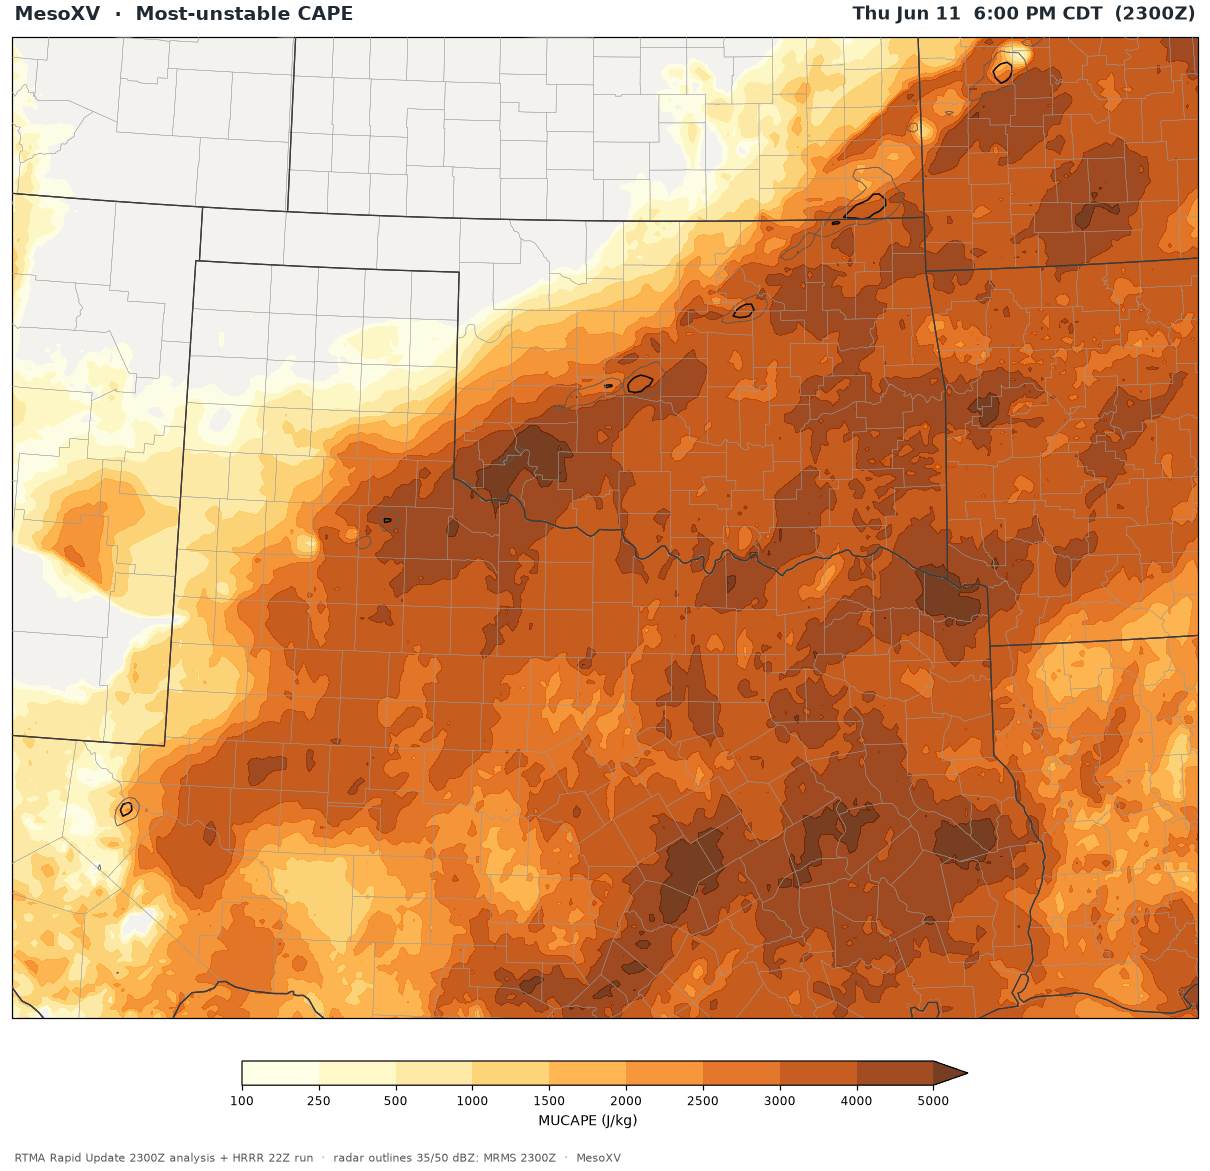 MesoXV · Most-unstable CAPE
Thu Jun 11 6:00 PM CDT (2300Z)
100 250 500 1000 1500 2000 2500 3000 4000 5000
MUCAPE (J/kg)
RTMA Rapid Update 2300Z analysis + HRRR 22Z run · radar outlines 35/50 dBZ: MRMS 2300Z · MesoXV